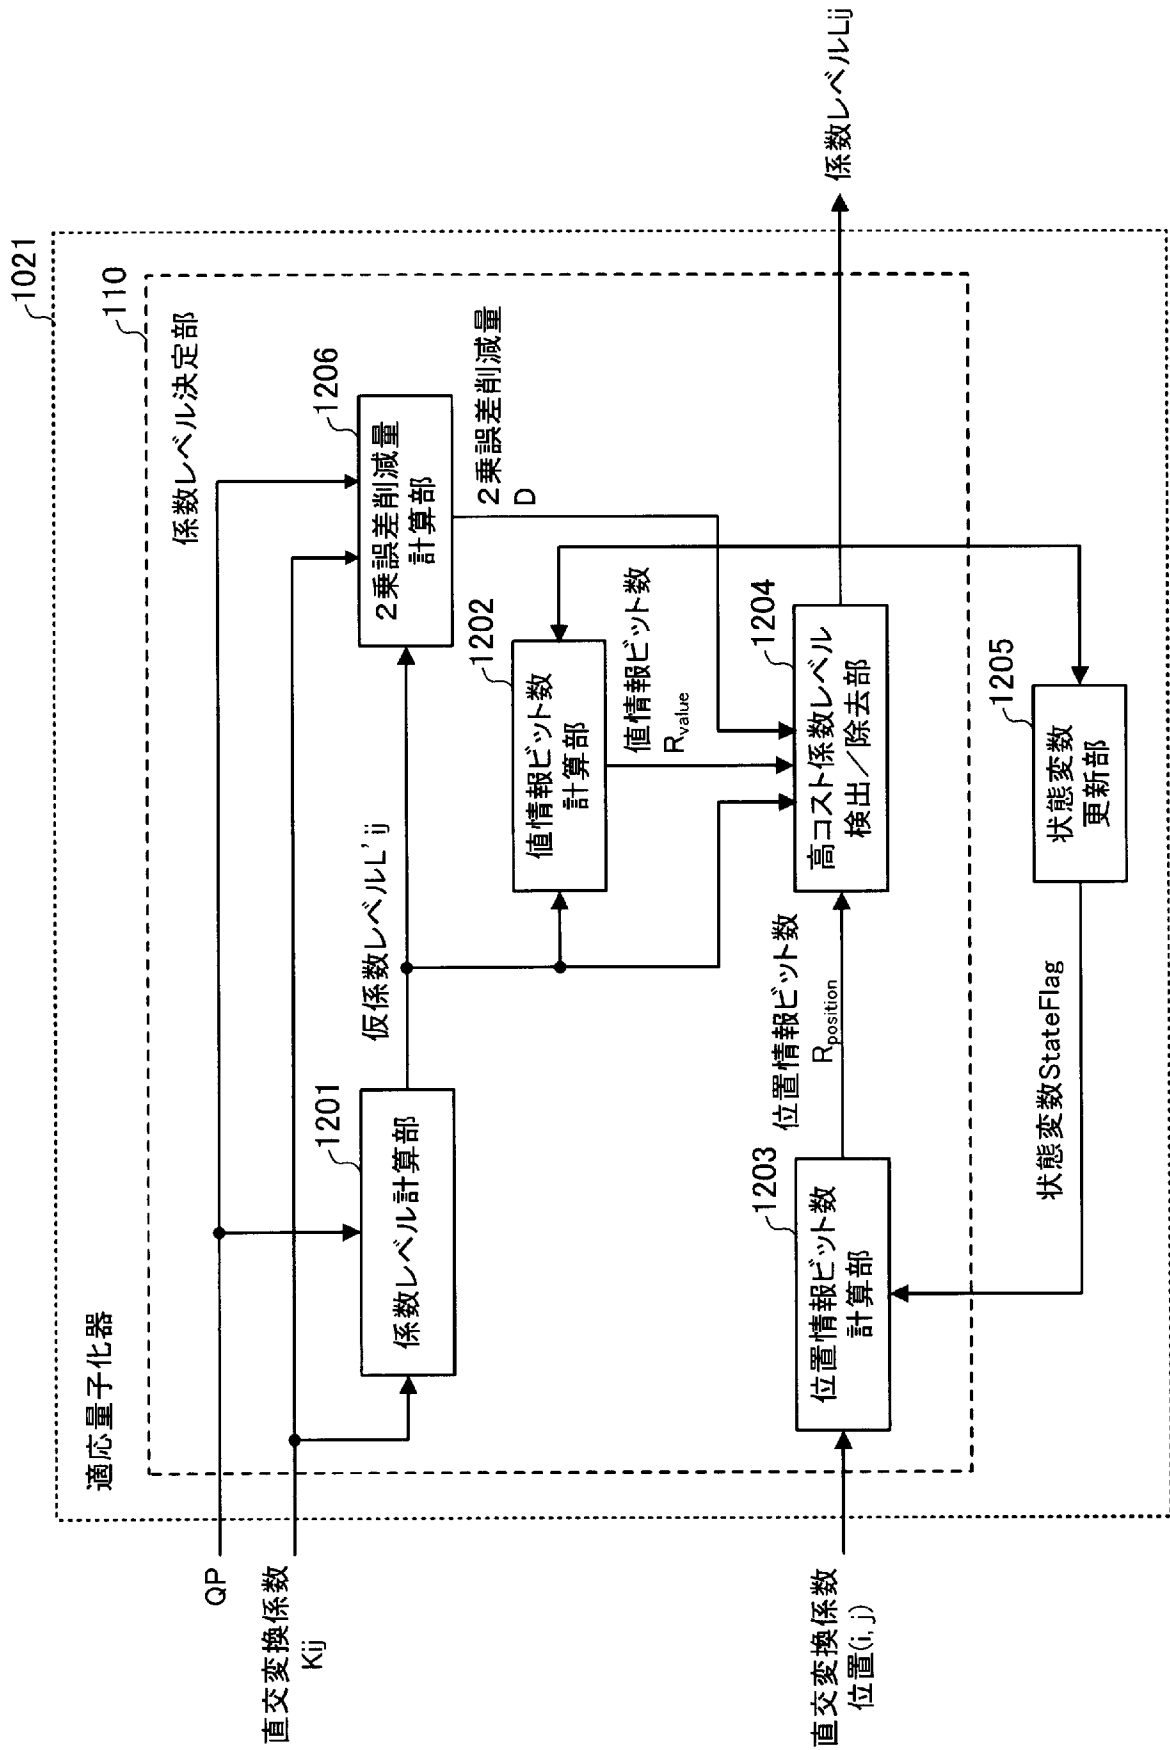 1021
適応量子化器
110
係数レベル決定部
QP
直交変換係数
Kij
1201
係数レベル計算部
仮係数レベルL'ij
1206
2乗誤差削減量
計算部
2乗誤差削減量
D
1202
値情報ビット数
計算部
値情報ビット数
Rvalue
直交変換係数
位置(i,j)
1203
位置情報ビット数
計算部
位置情報ビット数
Rposition
1204
高コスト係数レベル
検出／除去部
係数レベルLij
1205
状態変数
更新部
状態変数StateFlag